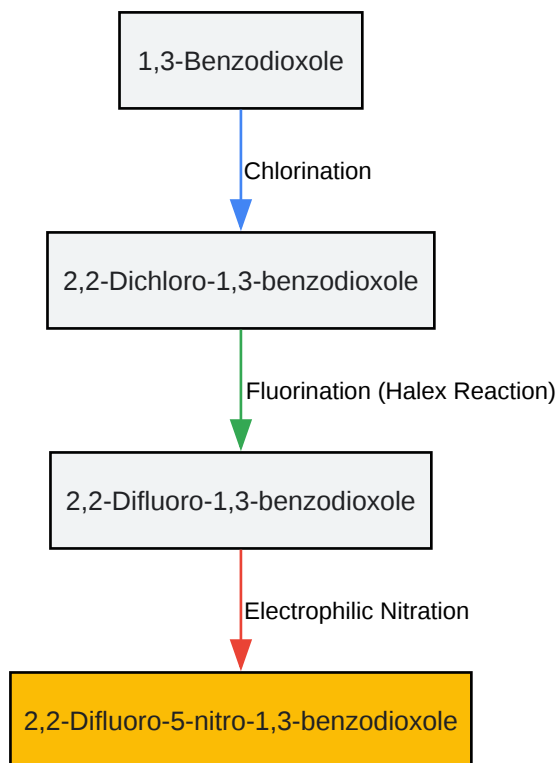 1,3-Benzodioxole
Chlorination
2,2-Dichloro-1,3-benzodioxole
Fluorination (Halex Reaction)
2,2-Difluoro-1,3-benzodioxole
Electrophilic Nitration
2,2-Difluoro-5-nitro-1,3-benzodioxole